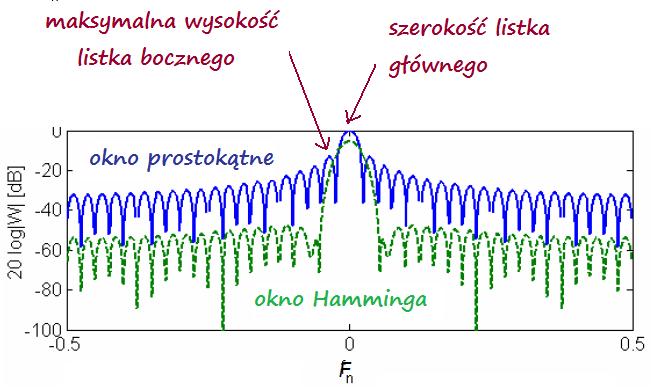 maksymalna wysokość
listka bocznego
szerokość listka
głównego
okno prostokątne
okno Hamminga
20 log|W| [dB]
0
-20
-40
-60
-80
-100
-0.5
0
0.5
Fn